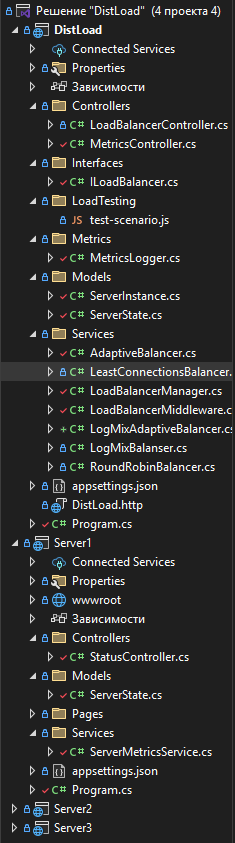 Решение "DistLoad" (4 проекта 4)
DistLoad
Connected Services
Properties
Зависимости
Controllers
C# LoadBalancerController.cs
C# MetricsController.cs
Interfaces
C# ILoadBalancer.cs
LoadTesting
JS test-scenario.js
Metrics
C# MetricsLogger.cs
Models
C# ServerInstance.cs
C# ServerState.cs
Services
C# AdaptiveBalancer.cs
C# LeastConnectionsBalancer.
C# LoadBalancerManager.cs
C# LoadBalancerMiddleware.c
C# LogMixAdaptiveBalancer.c
C# LogMixBalanser.cs
C# RoundRobinBalancer.cs
appsettings.json
DistLoad.http
C# Program.cs
Server1
Connected Services
Properties
wwwroot
Зависимости
Controllers
C# StatusController.cs
Models
C# ServerState.cs
Pages
Services
C# ServerMetricsService.cs
appsettings.json
C# Program.cs
Server2
Server3